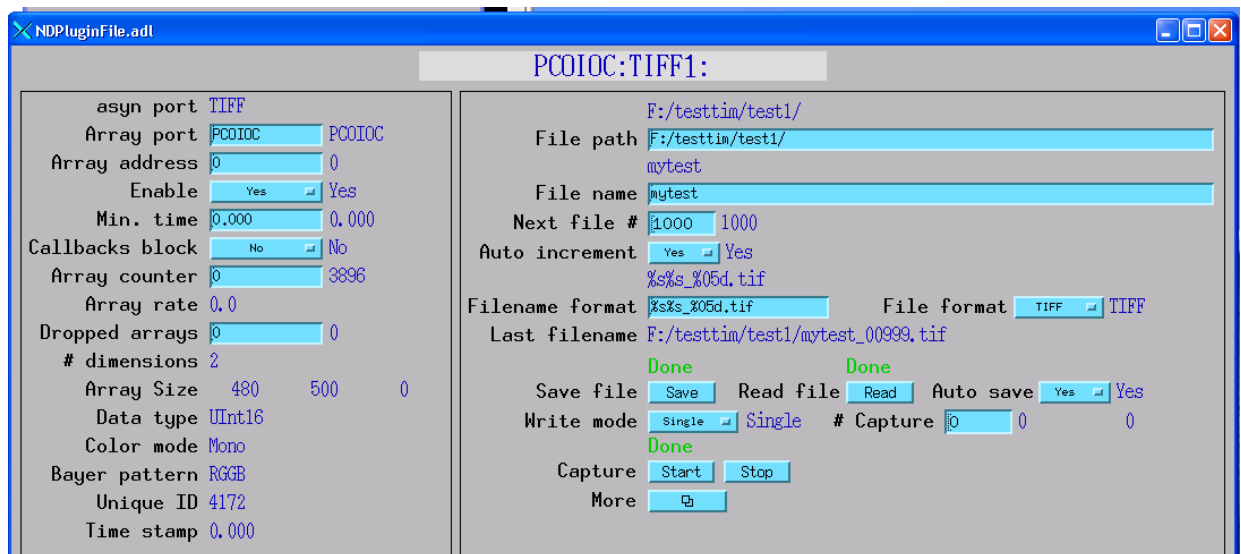 NDPluginFile.adl
PCOIOC:TIFF1:
asyn port TIFF
Array port PCOIOC PCOIOC
Array address 0 0
Enable Yes Yes
Min. time 0.000 0.000
Callbacks block No No
Array counter 0 3896
Array rate 0.0
Dropped arrays 0 0
# dimensions 2
Array Size 480 500 0
Data type UInt16
Color mode Mono
Bayer pattern RGGB
Unique ID 4172
Time stamp 0.000
F:/testtim/test1/
File path F:/testtim/test1/
mytest
File name mytest
Next file # 1000 1000
Auto increment Yes Yes
%s%s_%05d.tif
Filename format %s%s_%05d.tif File format TIFF TIFF
Last filename F:/testtim/test1/mytest_00999.tif
Done Done
Save file Save Read file Read Auto save Yes Yes
Write mode Single Single # Capture 0 0 0
Done
Capture Start Stop
More